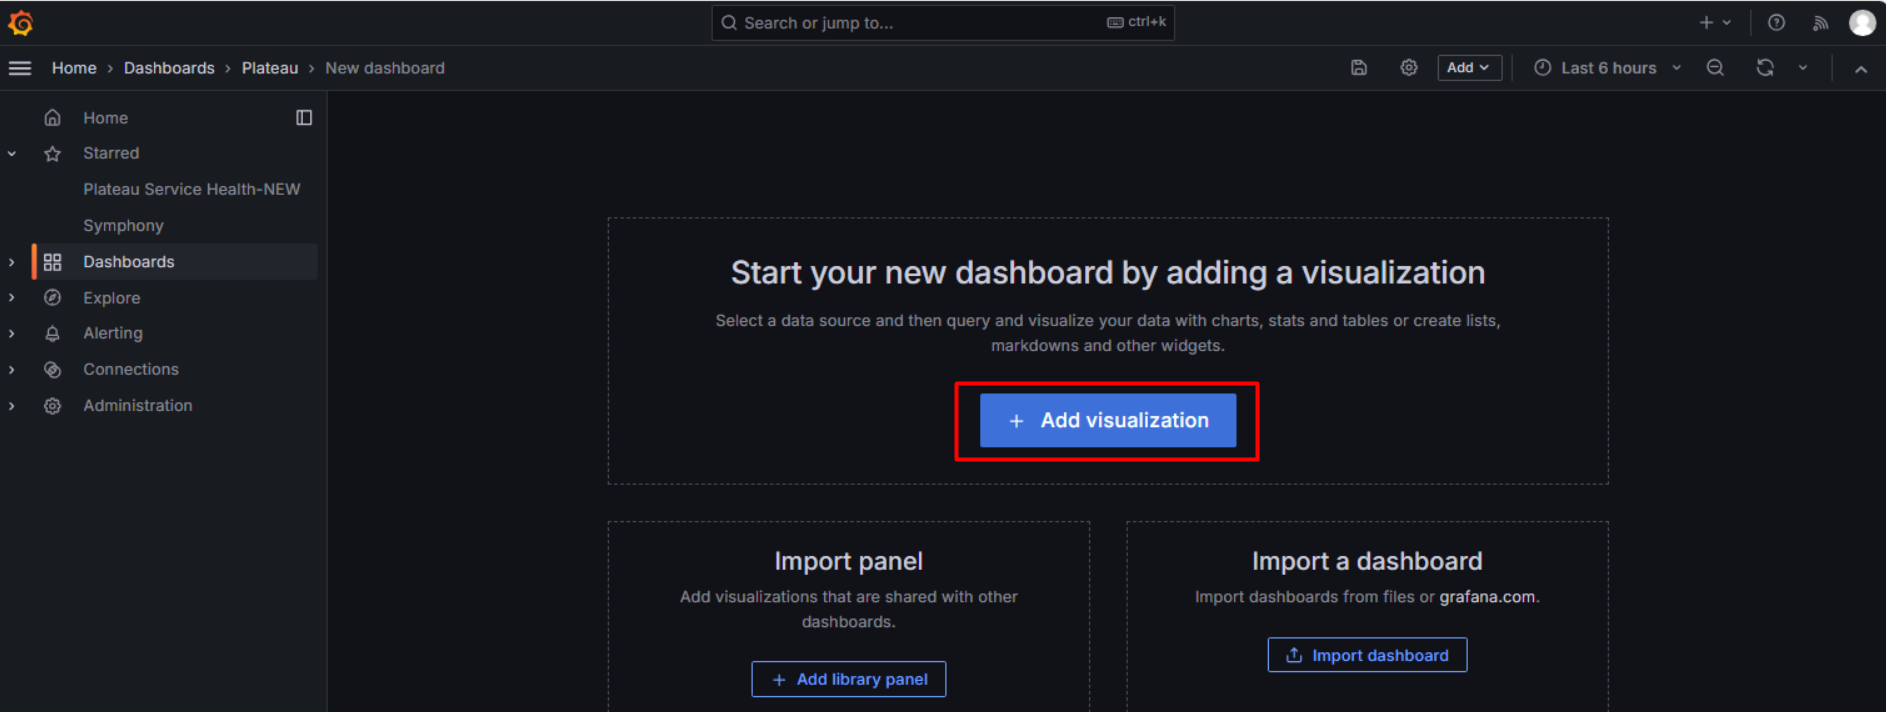 Search or jump to...
ctrl+k
Home
Dashboards
Plateau
New dashboard
Add
Last 6 hours
Home
Starred
Plateau Service Health-NEW
Symphony
Dashboards
Explore
Alerting
Connections
Administration
Start your new dashboard by adding a visualization
Select a data source and then query and visualize your data with charts, stats and tables or create lists,
markdowns and other widgets.
+ Add visualization
Import panel
Add visualizations that are shared with other
dashboards.
+ Add library panel
Import a dashboard
Import dashboards from files or grafana.com.
Import dashboard